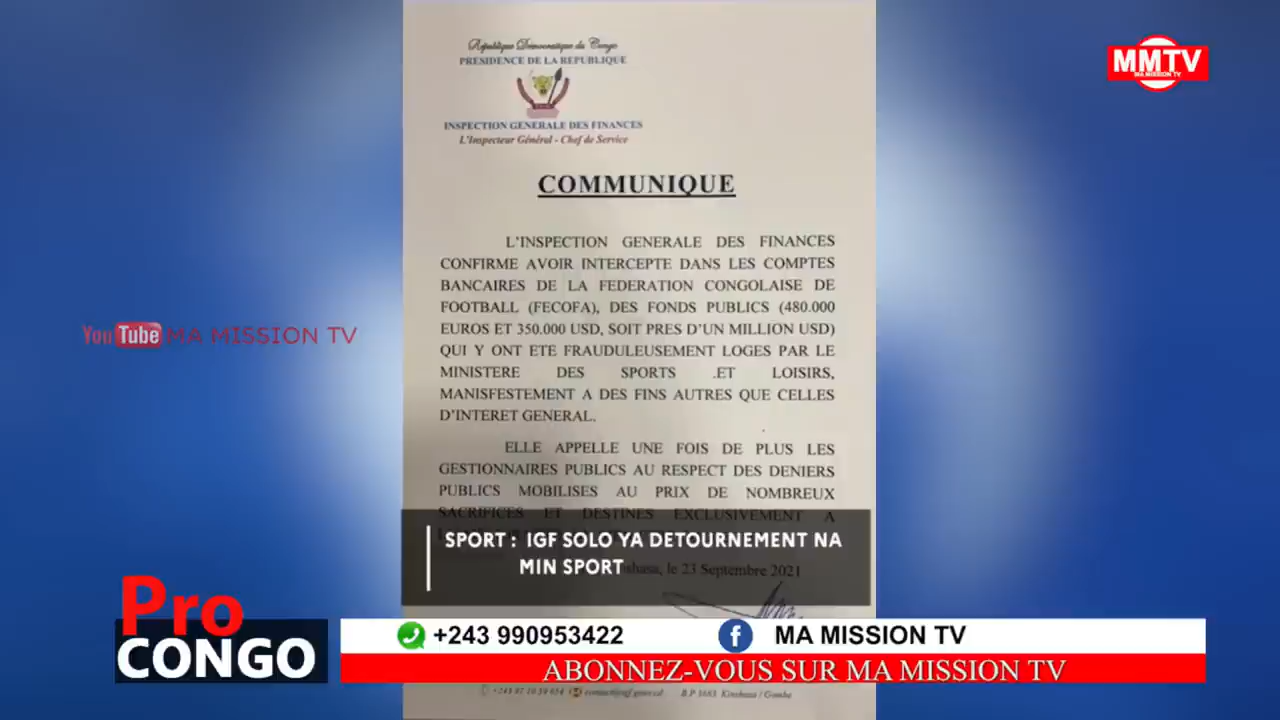 République Démocratique du Congo
PRESIDENCE DE LA REPUBLIQUE
INSPECTION GENERALE DES FINANCES
L'Inspecteur Général - Chef de Service
MMTV
MA MISSION TV
COMMUNIQUE
L'INSPECTION GENERALE DES FINANCES
CONFIRME AVOIR INTERCEPTE DANS LES COMPTES
BANCAIRES DE LA FEDERATION CONGOLAISE DE
FOOTBALL (FECOFA), DES FONDS PUBLICS (480.000
EUROS ET 350.000 USD, SOIT PRES D'UN MILLION USD)
QUI Y ONT ETE FRAUDULEUSEMENT LOGES PAR LE
MINISTERE DES SPORTS .ET LOISIRS,
MANISFESTEMENT A DES FINS AUTRES QUE CELLES
D'INTERET GENERAL.
YouTube MA MISSION TV
ELLE APPELLE UNE FOIS DE PLUS LES
GESTIONNAIRES PUBLICS AU RESPECT DES DENIERS
PUBLICS MOBILISES AU PRIX DE NOMBREUX
SACRIFICES ET DESTINES EXCLUSIVEMENT A
SPORT : IGF SOLO YA DETOURNEMENT NA
MIN SPORT
le 23 Septembre 2021
Pro
CONGO
+243 990953422
MA MISSION TV
ABONNEZ-VOUS SUR MA MISSION TV
B.P 1683 Kinshasa / Gombe